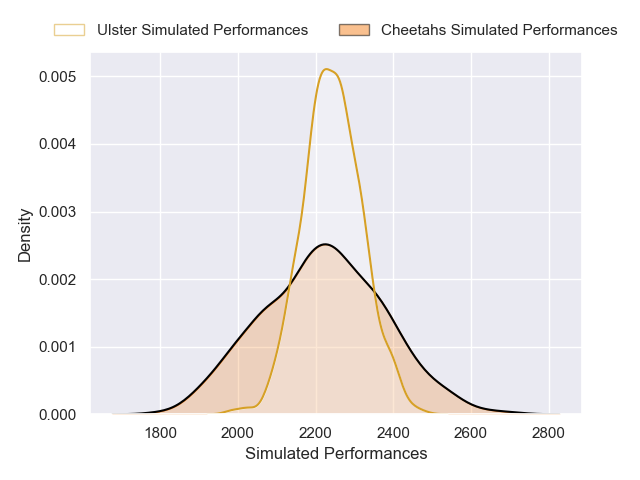 Ulster Simulated Performances Cheetahs Simulated Performances
0.005
0.004
0.003
0.002
0.001
0.000
Density
1800 2000 2200 2400 2600 2800
Simulated Performances